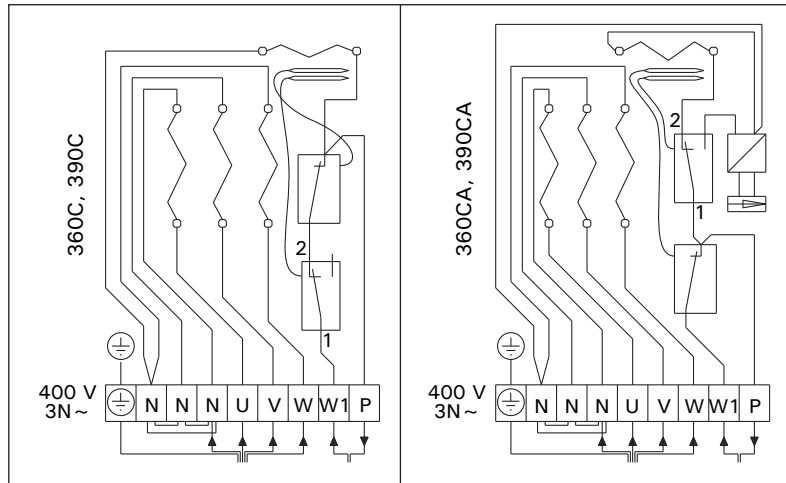 360C, 390C
2
1
400 V
3N~
N N N U V W W1 P
360CA, 390CA
2
1
400 V
3N~
N N N U V W W1 P